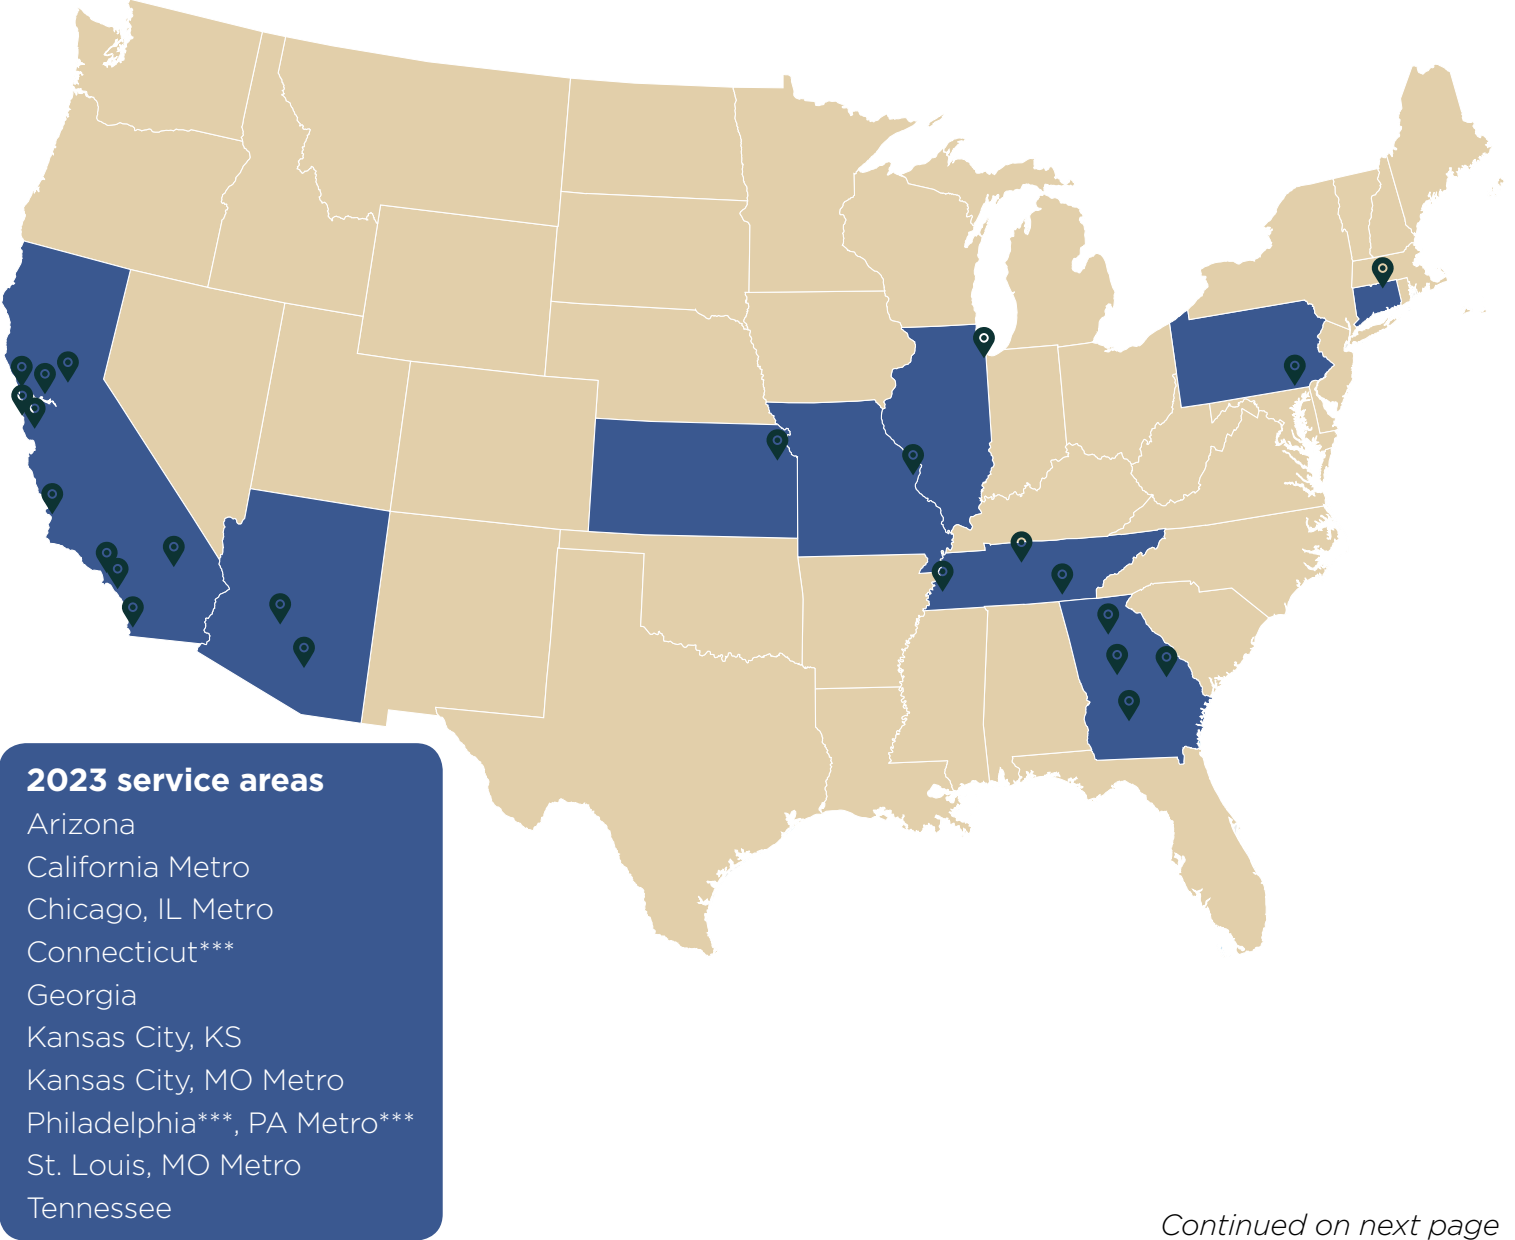 2023 service areas
Arizona
California Metro
Chicago, IL Metro
Connecticut***
Georgia
Kansas City, KS
Kansas City, MO Metro
Philadelphia***, PA Metro***
St. Louis, MO Metro
Tennessee
Continued on next page